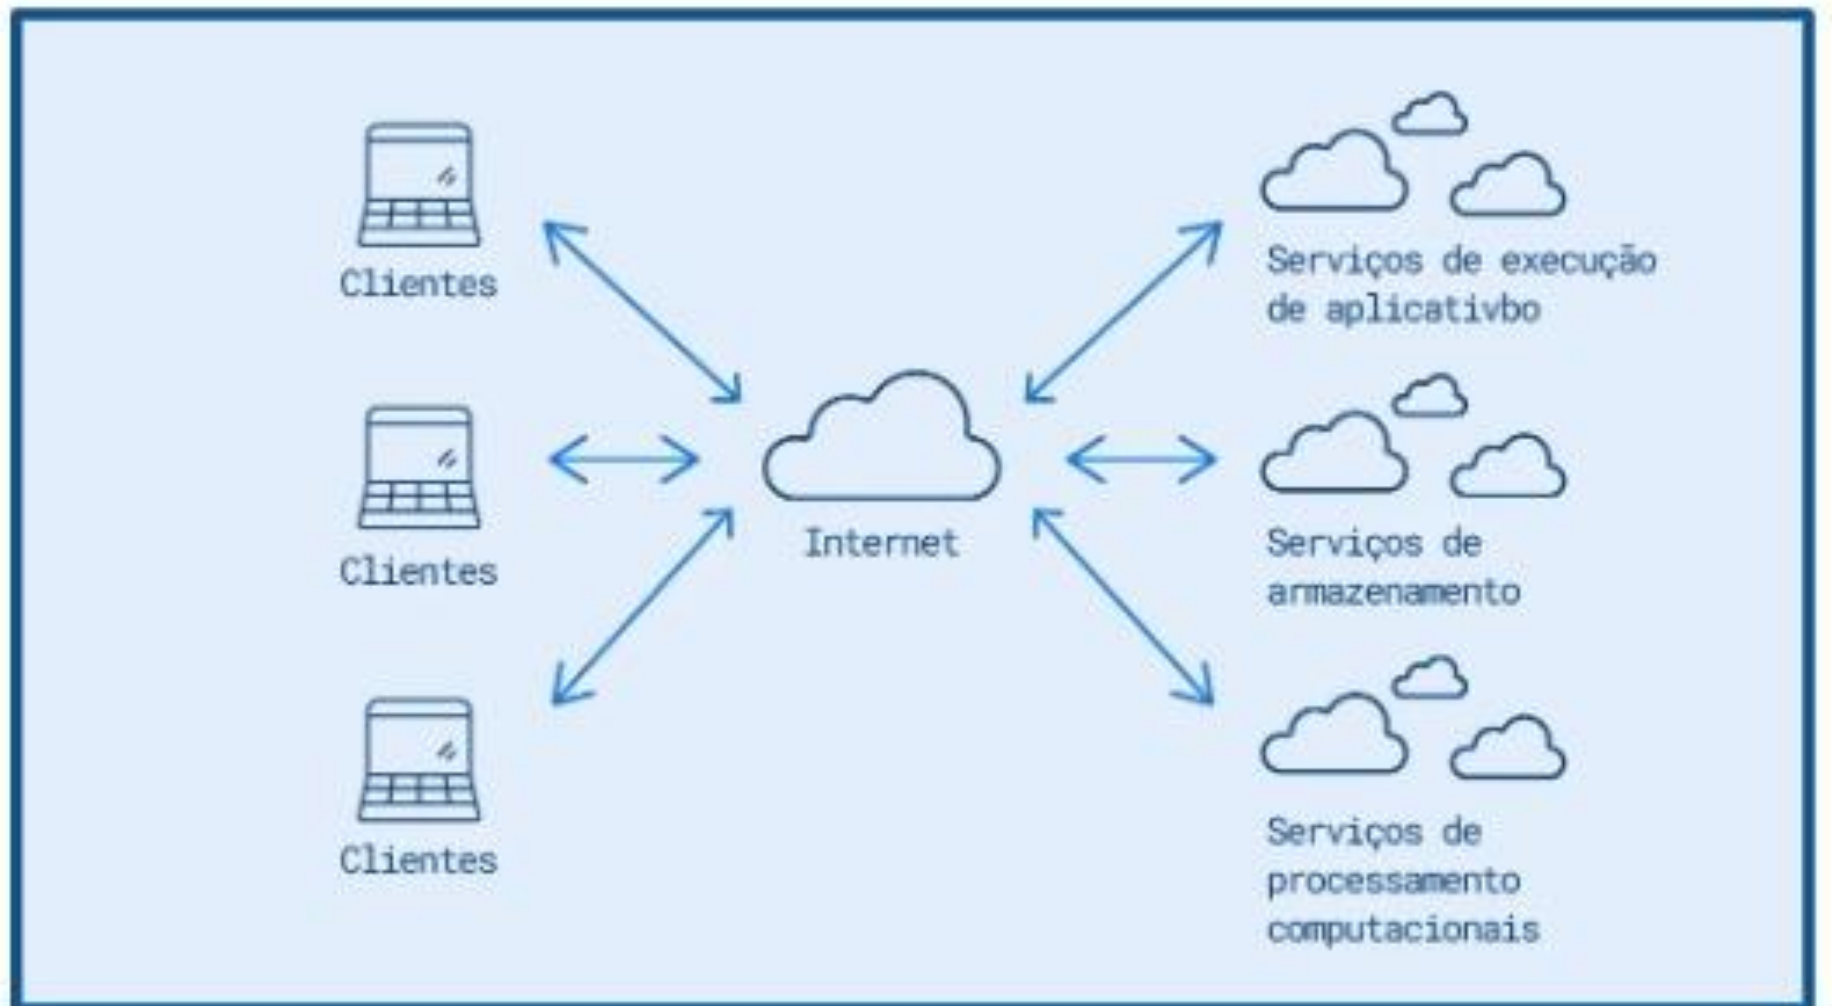 Clientes
Clientes
Clientes
Internet
Serviços de execução
de aplicativbo
Serviços de
armazenamento
Serviços de
processamento
computacionais